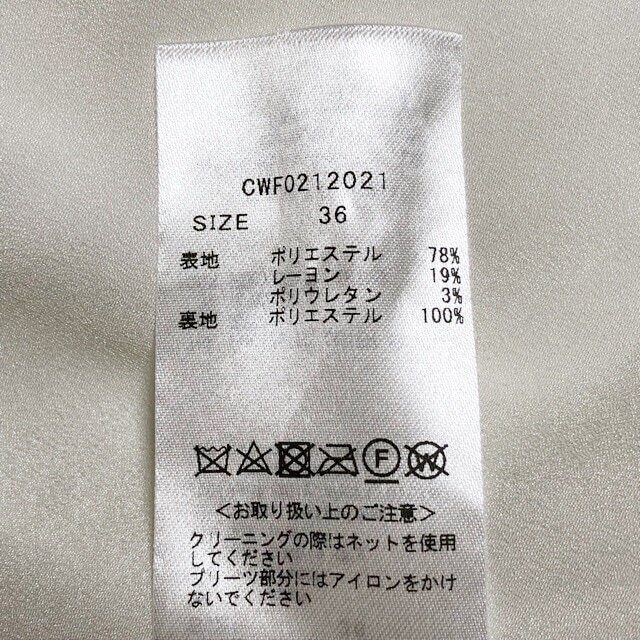 CWF0212021
SIZE 36
表地 ポリエステル 78%
レーヨン 19%
ポリウレタン 3%
裏地 ポリエステル 100%
F W
<お取り扱い上のご注意>
クリーニングの際はネットを使用
してください
プリーツ部分にはアイロンをかけ
ないでください